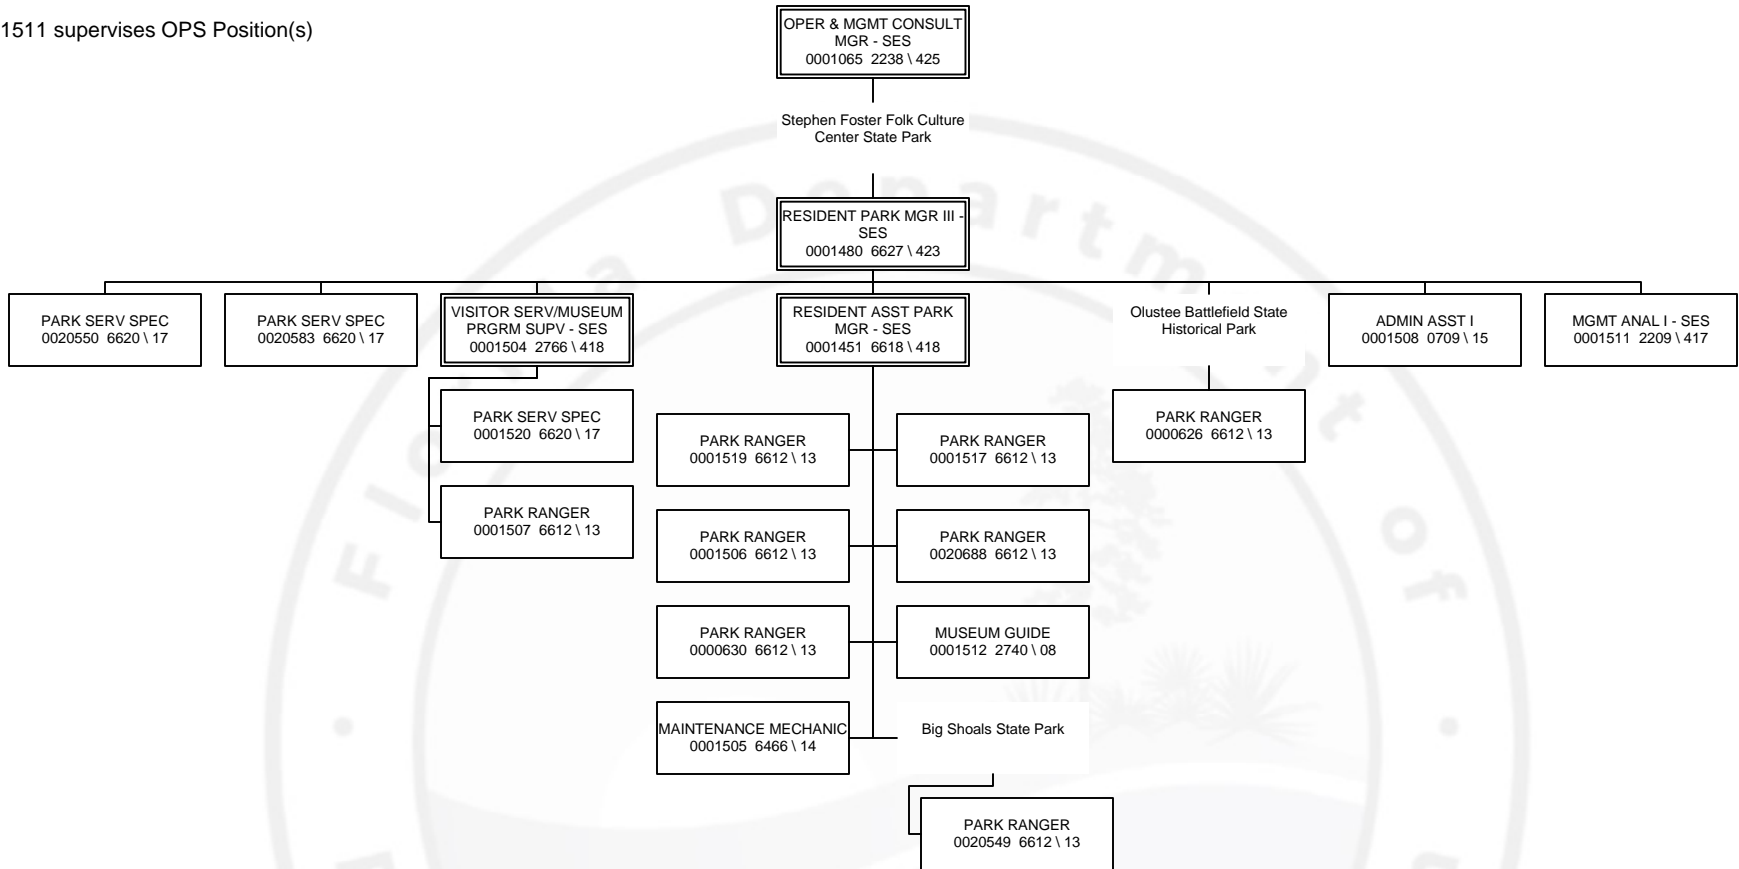 1511 supervises OPS Position(s)
OPER & MGMT CONSULT
MGR - SES
0001065 2238 \ 425
Stephen Foster Folk Culture
Center State Park
RESIDENT PARK MGR III -
SES
0001480 6627 \ 423
PARK SERV SPEC
0020550 6620 \ 17
PARK SERV SPEC
0020583 6620 \ 17
VISITOR SERV/MUSEUM
PRGRM SUPV - SES
0001504 2766 \ 418
RESIDENT ASST PARK
MGR - SES
0001451 6618 \ 418
Olustee Battlefield State
Historical Park
ADMIN ASST I
0001508 0709 \ 15
MGMT ANAL I - SES
0001511 2209 \ 417
PARK SERV SPEC
0001520 6620 \ 17
PARK RANGER
0001507 6612 \ 13
PARK RANGER
0001519 6612 \ 13
PARK RANGER
0001517 6612 \ 13
PARK RANGER
0000626 6612 \ 13
PARK RANGER
0001506 6612 \ 13
PARK RANGER
0020688 6612 \ 13
PARK RANGER
0000630 6612 \ 13
MUSEUM GUIDE
0001512 2740 \ 08
MAINTENANCE MECHANIC
0001505 6466 \ 14
Big Shoals State Park
PARK RANGER
0020549 6612 \ 13
Florida Department of